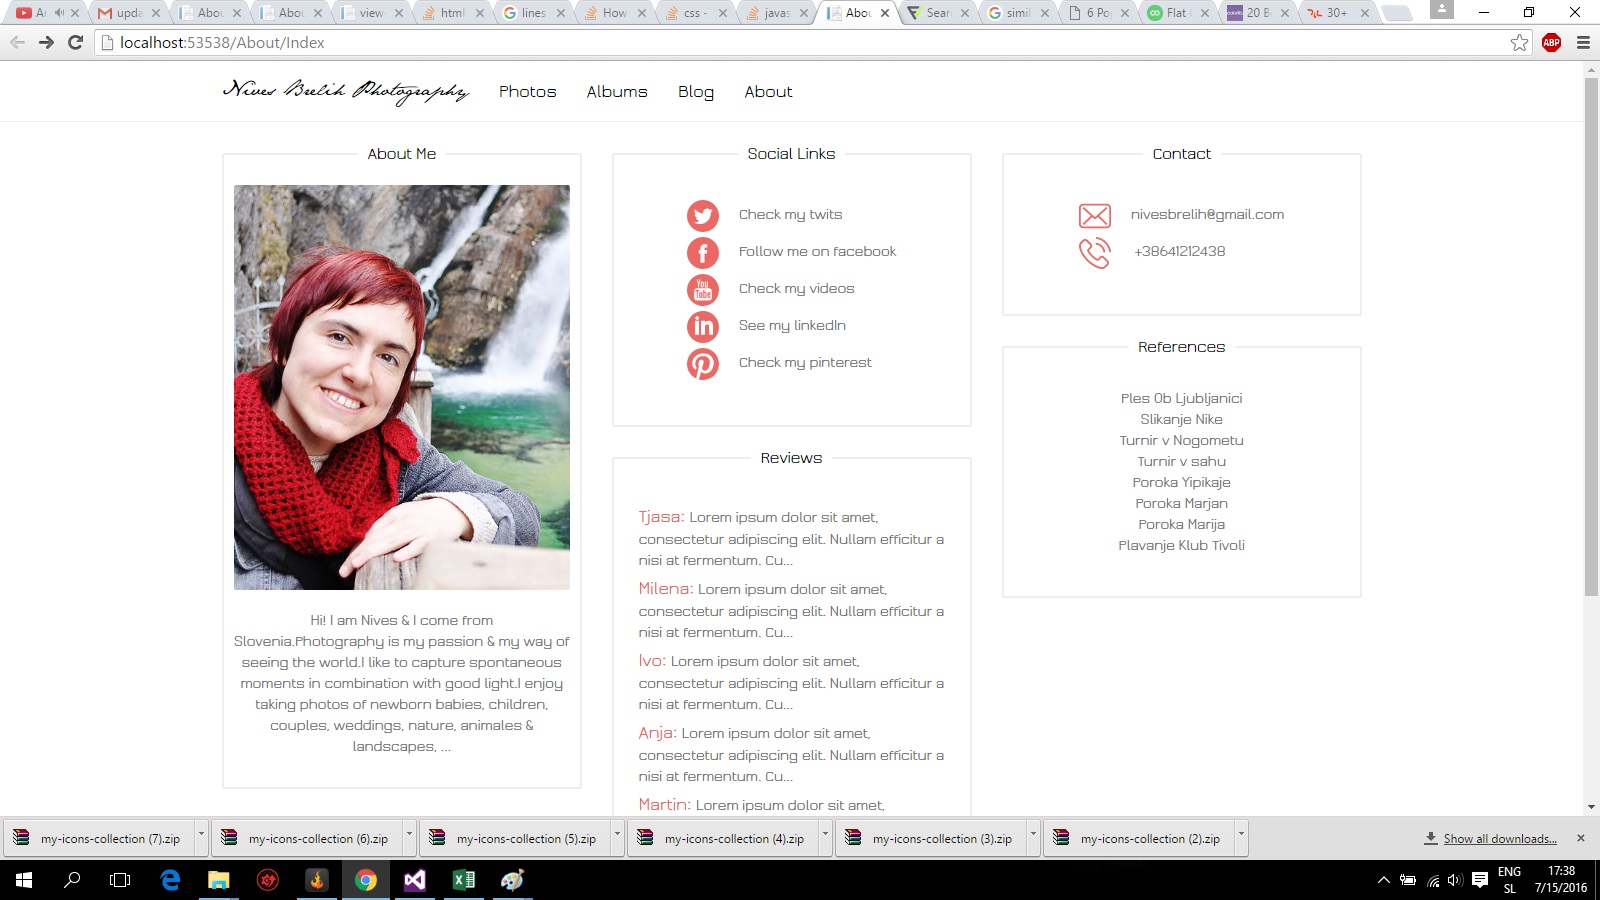 Ar
upda
Abou
Abou
view-
html
lines
How
css -
javas
Abou
Sear
simil
6 Po
Flat
20 B
30+
localhost:53538/About/Index
ABP
Nives Brelih Photography
Photos
Albums
Blog
About
About Me
Hi! I am Nives & I come from
Slovenia.Photography is my passion & my way of
seeing the world.I like to capture spontaneous
moments in combination with good light.I enjoy
taking photos of newborn babies, children,
couples, weddings, nature, animales &
landscapes, ...
Social Links
Check my twits
Follow me on facebook
You Tube
Check my videos
in
See my linkedIn
Check my pinterest
Reviews
Tjasa: Lorem ipsum dolor sit amet,
consectetur adipiscing elit. Nullam efficitur a
nisi at fermentum. Cu...
Milena: Lorem ipsum dolor sit amet,
consectetur adipiscing elit. Nullam efficitur a
nisi at fermentum. Cu...
Ivo: Lorem ipsum dolor sit amet,
consectetur adipiscing elit. Nullam efficitur a
nisi at fermentum. Cu...
Anja: Lorem ipsum dolor sit amet,
consectetur adipiscing elit. Nullam efficitur a
nisi at fermentum. Cu...
Martin: Lorem ipsum dolor sit amet,
Contact
nivesbrelih@gmail.com
+38641212438
References
Ples Ob Ljubljanici
Slikanje Nike
Turnir v Nogometu
Turnir v sahu
Poroka Yipikaje
Poroka Marjan
Poroka Marija
Plavanje Klub Tivoli
my-icons-collection (7).zip
my-icons-collection (6).zip
my-icons-collection (5).zip
my-icons-collection (4).zip
my-icons-collection (3).zip
my-icons-collection (2).zip
Show all downloads...
ENG
SL
17:38
7/15/2016